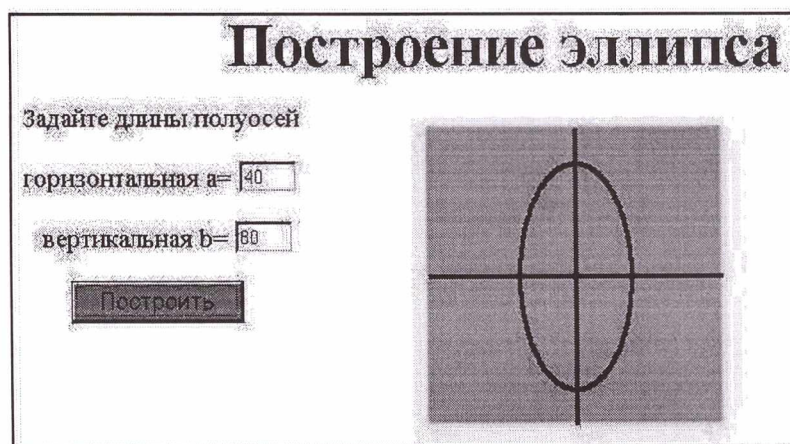 Построение эллипса
Задайте длины полуосей
горизонтальная a= 40
вертикальная b= 80
Построить